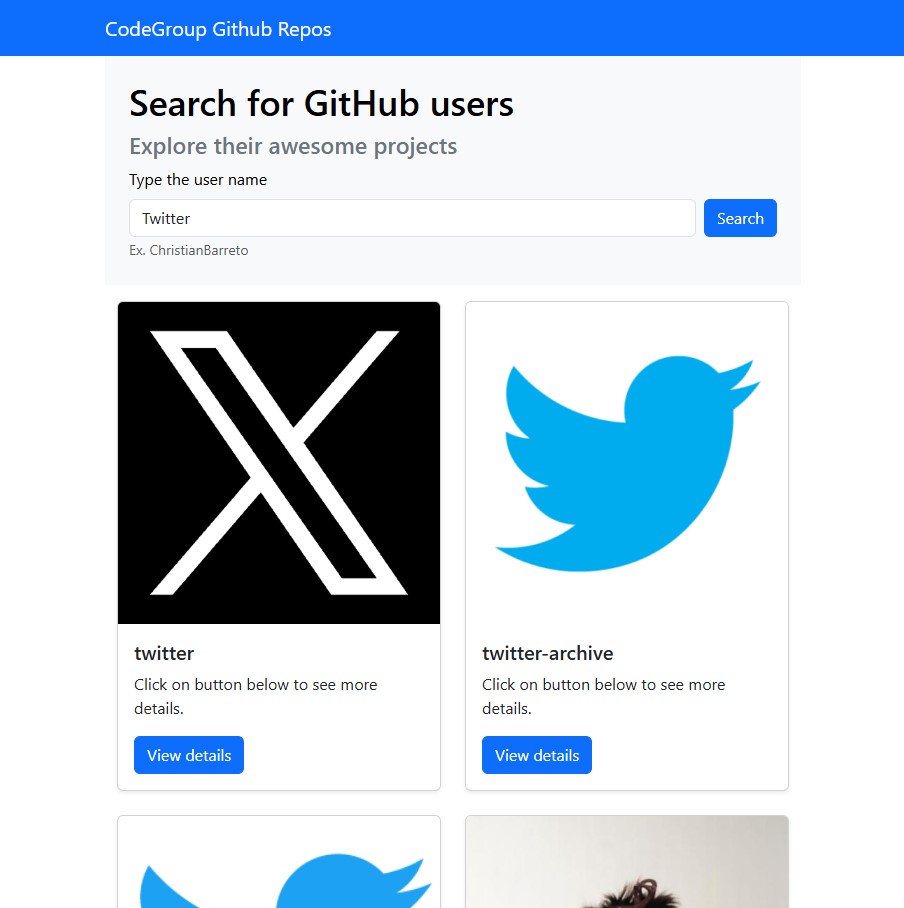 CodeGroup Github Repos
Search for GitHub users
Explore their awesome projects
Type the user name
Twitter
Search
Ex. ChristianBarreto
twitter
Click on button below to see more
details.
View details
twitter-archive
Click on button below to see more
details.
View details